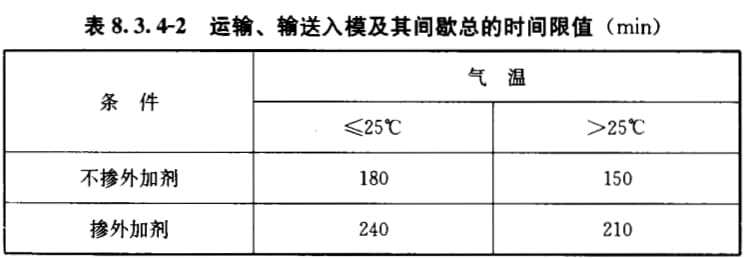 表 8.3.4-2 运输、输送入模及其间歇总的时间限值（min）
条 件
气 温
≤25℃
>25℃
不掺外加剂
180
150
掺外加剂
240
210